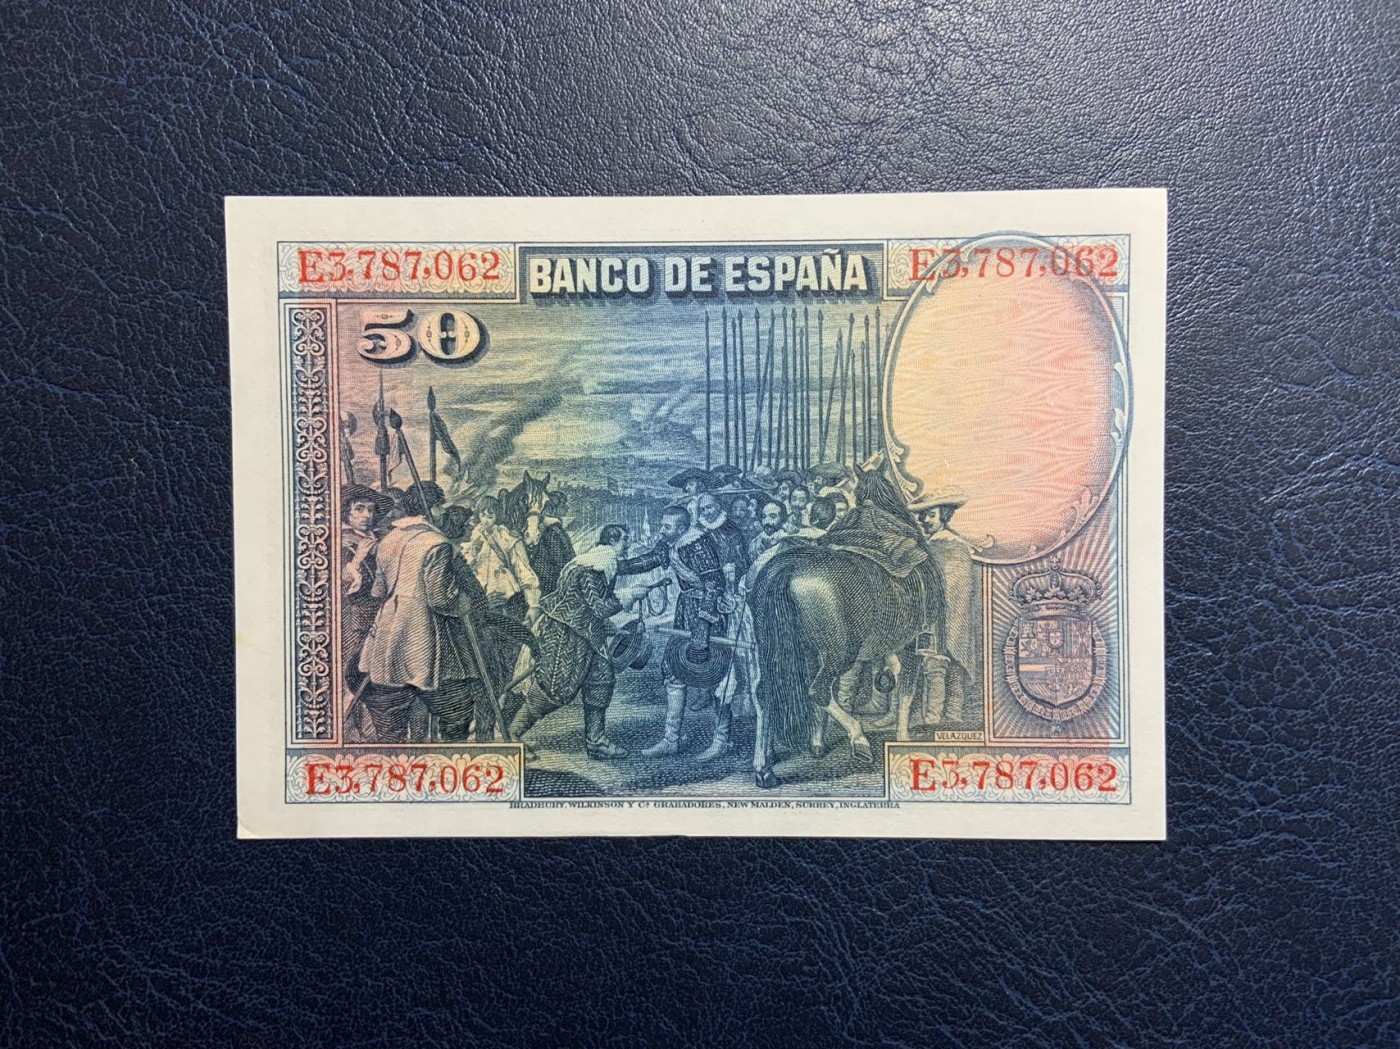 E3,787,062 BANCO DE ESPAÑA E3,787,062
50
VELAZQUEZ
E3,787,062 E3,787,062
BRADBURY, WILKINSON Y Cª GRABADORES, NEW MALDEN, SURREY, INGLATERRA